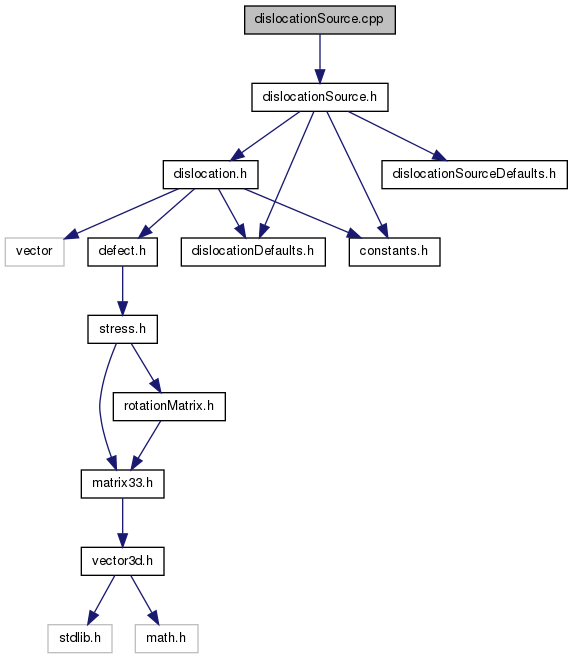 dislocationSource.cpp
dislocationSource.h
dislocation.h
dislocationSourceDefaults.h
vector
defect.h
dislocationDefaults.h
constants.h
stress.h
rotationMatrix.h
matrix33.h
vector3d.h
stdlib.h
math.h